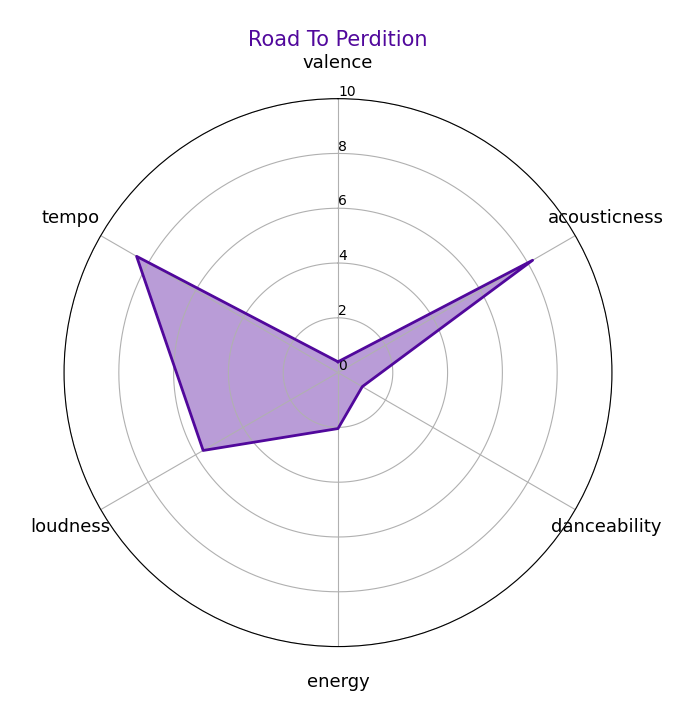 Road To Perdition
valence
10
8
6
4
2
0
tempo
acousticness
loudness
danceability
energy